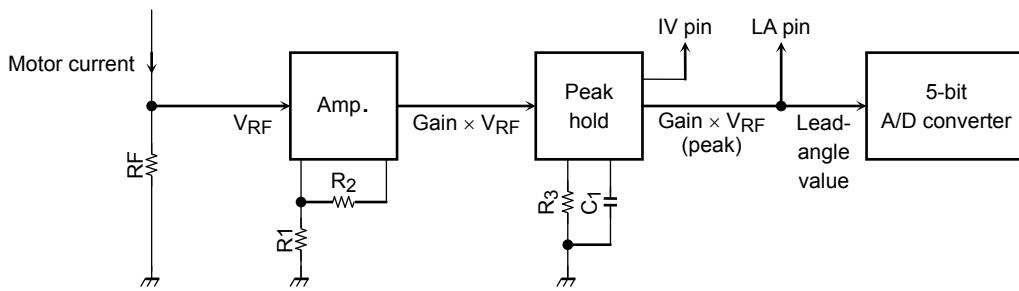 IV pin
LA pin
Motor current
Amp.
Peak
hold
5-bit
A/D converter
VRF
Gain × VRF
Gain × VRF
(peak)
Lead-
angle
value
RF
R2
R1
R3
C1